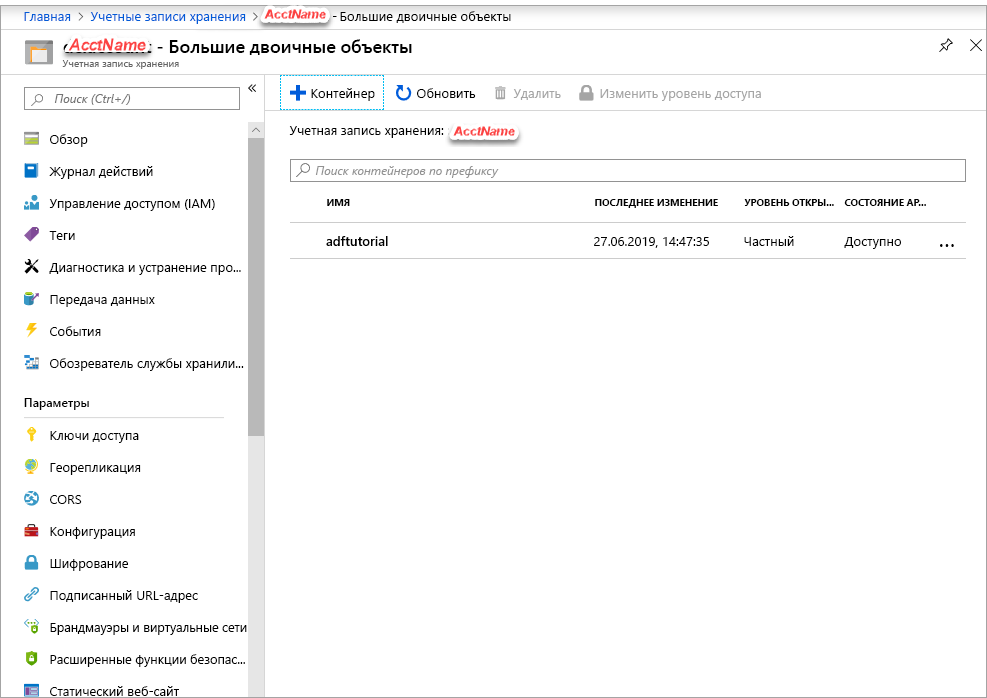 Главная > Учетные записи хранения > AcctName - Большие двоичные объекты
AcctName - Большие двоичные объекты
Учетная запись хранения
Поиск (Ctrl+/)
«
Обзор
Журнал действий
Управление доступом (IAM)
Теги
Диагностика и устранение про...
Передача данных
События
Обозреватель службы хранили...
Параметры
Ключи доступа
Георепликация
CORS
Конфигурация
Шифрование
Подписанный URL-адрес
Брандмауэры и виртуальные сети
Расширенные функции безопас...
Статический веб-сайт
Контейнер Обновить Удалить Изменить уровень доступа
Учетная запись хранения: AcctName
Поиск контейнеров по префиксу
ИМЯ ПОСЛЕДНЕЕ ИЗМЕНЕНИЕ УРОВЕНЬ ОТКРЫ... СОСТОЯНИЕ АР...
adftutorial 27.06.2019, 14:47:35 Частный Доступно ...